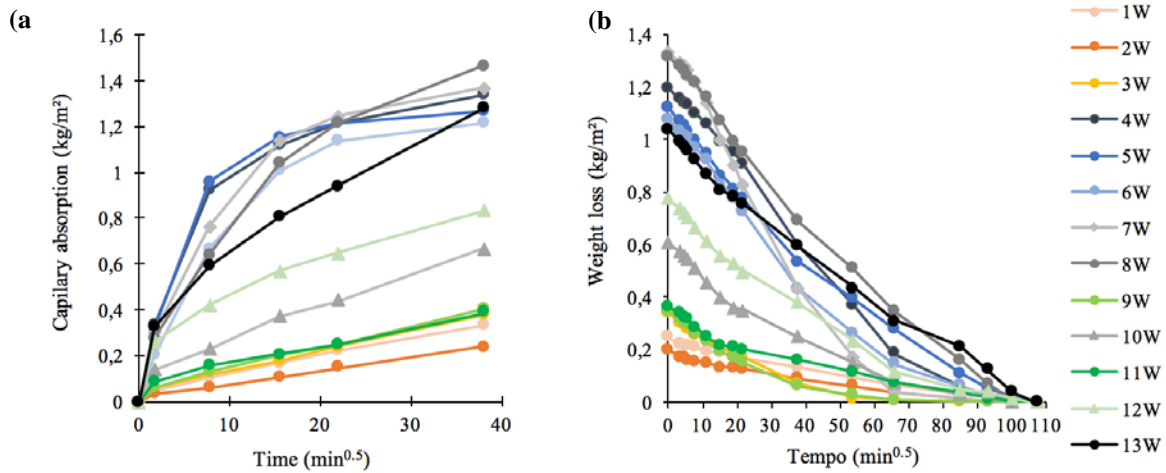 (a)
1,6
1,4
1,2
1
0,8
0,6
0,4
0,2
0
0
10
20
30
40
Capilary absorption (kg/m²)
Time (min⁰·⁵)
(b)
1,4
1,2
1
0,8
0,6
0,4
0,2
0
0 10 20 30 40 50 60 70 80 90 100 110
Weight loss (kg/m²)
Tempo (min⁰·⁵)
1W
2W
3W
4W
5W
6W
7W
8W
9W
10W
11W
12W
13W